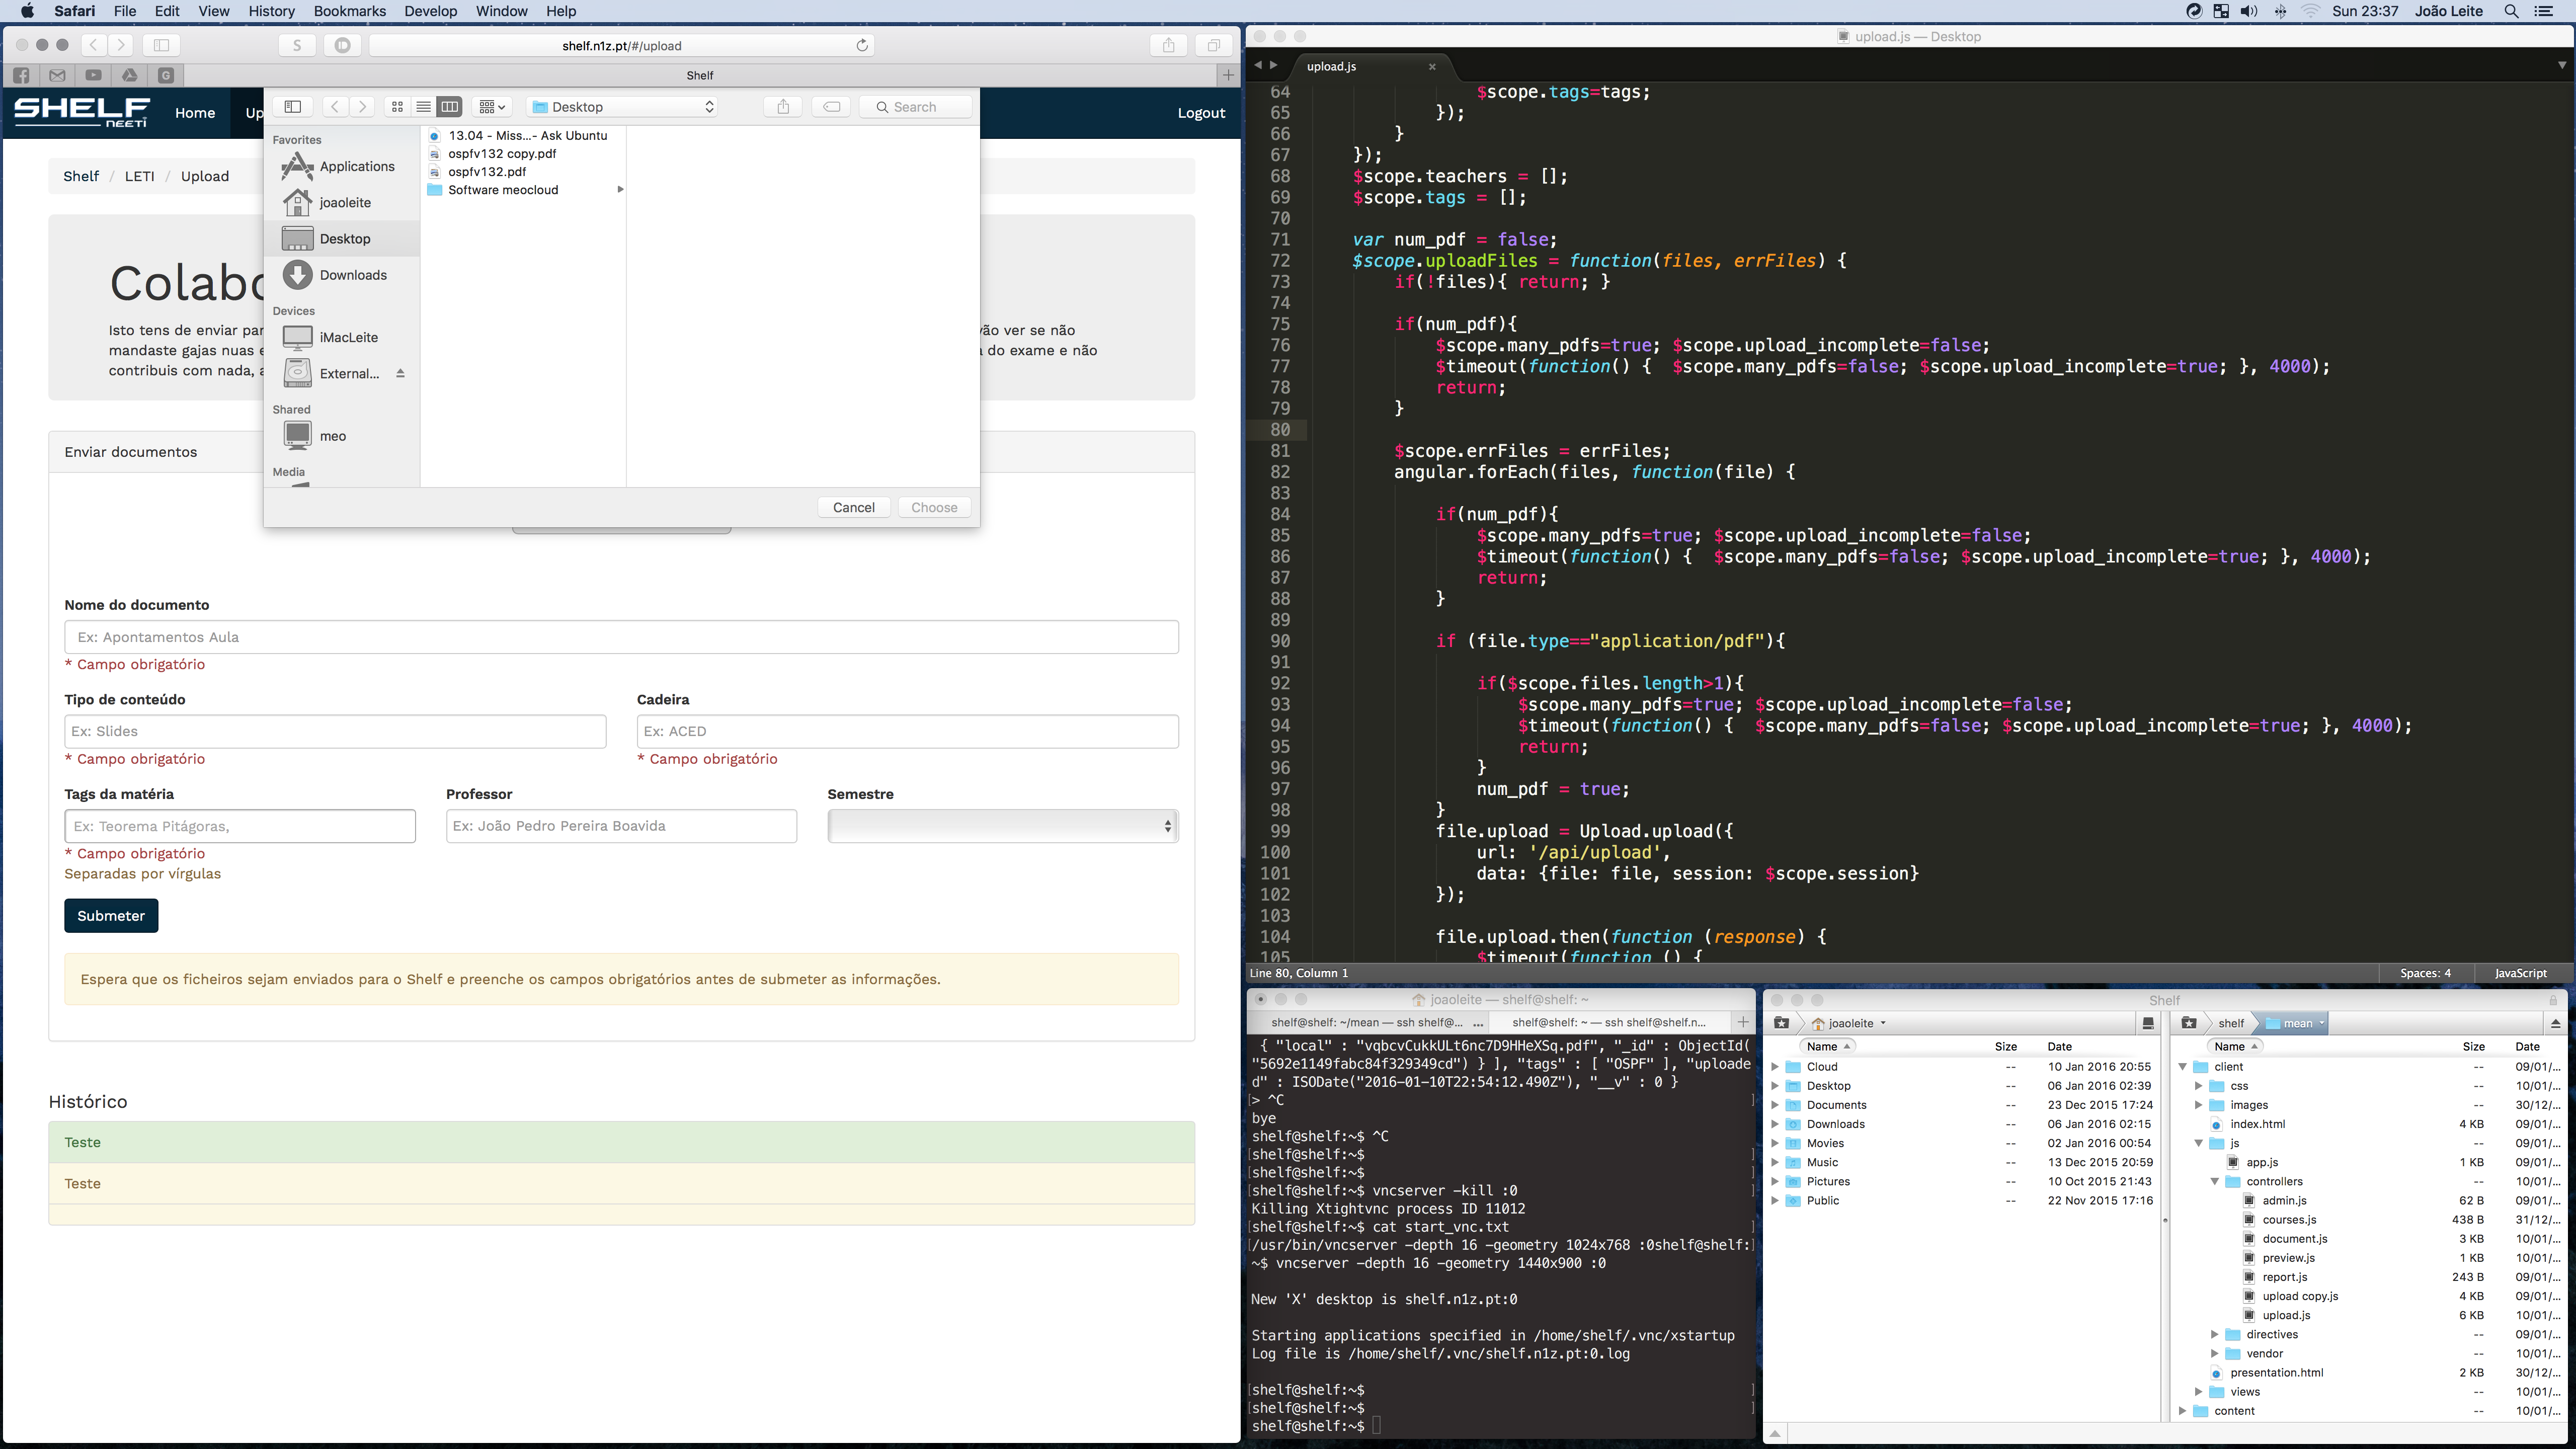 Safari File Edit View History Bookmarks Develop Window Help
Sun 23:37 João Leite
shelf.n1z.pt/#/upload
Shelf
SHELF NEETI
Home
Up
Logout
Shelf / LETI / Upload
Colabo
Isto tens de enviar par
vão ver se não
mandaste gajas nuas e
do exame e não
contribuis com nada, a
Enviar documentos
Desktop
Search
Favorites
Applications
joaoleite
Desktop
Downloads
Devices
iMacLeite
External...
Shared
meo
Media
13.04 - Miss...- Ask Ubuntu
ospfv132 copy.pdf
ospfv132.pdf
Software meocloud
Cancel
Choose
Nome do documento
Ex: Apontamentos Aula
* Campo obrigatório
Tipo de conteúdo
Ex: Slides
* Campo obrigatório
Cadeira
Ex: ACED
* Campo obrigatório
Tags da matéria
Ex: Teorema Pitágoras,
* Campo obrigatório
Separadas por vírgulas
Professor
Ex: João Pedro Pereira Boavida
Semestre
Submeter
Espera que os ficheiros sejam enviados para o Shelf e preenche os campos obrigatórios antes de submeter as informações.
Histórico
Teste
Teste
upload.js — Desktop
upload.js
64 $scope.tags=tags;
65 });
66 }
67 });
68 $scope.teachers = [];
69 $scope.tags = [];
70
71 var num_pdf = false;
72 $scope.uploadFiles = function(files, errFiles) {
73 if(!files){ return; }
74
75 if(num_pdf){
76 $scope.many_pdfs=true; $scope.upload_incomplete=false;
77 $timeout(function() { $scope.many_pdfs=false; $scope.upload_incomplete=true; }, 4000);
78 return;
79 }
80
81 $scope.errFiles = errFiles;
82 angular.forEach(files, function(file) {
83
84 if(num_pdf){
85 $scope.many_pdfs=true; $scope.upload_incomplete=false;
86 $timeout(function() { $scope.many_pdfs=false; $scope.upload_incomplete=true; }, 4000);
87 return;
88 }
89
90 if (file.type=="application/pdf"){
91
92 if($scope.files.length>1){
93 $scope.many_pdfs=true; $scope.upload_incomplete=false;
94 $timeout(function() { $scope.many_pdfs=false; $scope.upload_incomplete=true; }, 4000);
95 return;
96 }
97 num_pdf = true;
98 }
99 file.upload = Upload.upload({
100 url: '/api/upload',
101 data: {file: file, session: $scope.session}
102 });
103
104 file.upload.then(function (response) {
105 $timeout(function () {
Line 80, Column 1
Spaces: 4
JavaScript
joaoleite — shelf@shelf: ~
shelf@shelf: ~/mean — ssh shelf@... ...
shelf@shelf: ~ — ssh shelf@shelf.n...
{ "local" : "vqbcvCukkULt6nc7D9HHeXSq.pdf", "_id" : ObjectId(
"5692e1149fabc84f329349cd") } ], "tags" : [ "OSPF" ], "uploade
d" : ISODate("2016-01-10T22:54:12.490Z"), "__v" : 0 }
[> ^C ]
bye
shelf@shelf:~$ ^C
[shelf@shelf:~$ ]
[shelf@shelf:~$ ]
[shelf@shelf:~$ vncserver -kill :0 ]
Killing Xtightvnc process ID 11012
[shelf@shelf:~$ cat start_vnc.txt ]
[/usr/bin/vncserver -depth 16 -geometry 1024x768 :0shelf@shelf:]
~$ vncserver -depth 16 -geometry 1440x900 :0
New 'X' desktop is shelf.n1z.pt:0
Starting applications specified in /home/shelf/.vnc/xstartup
Log file is /home/shelf/.vnc/shelf.n1z.pt:0.log
[shelf@shelf:~$ ]
[shelf@shelf:~$ ]
shelf@shelf:~$
Shelf
joaoleite
Name Size Date
Cloud -- 10 Jan 2016 20:55
Desktop -- 06 Jan 2016 02:39
Documents -- 23 Dec 2015 17:24
Downloads -- 06 Jan 2016 02:15
Movies -- 02 Jan 2016 00:54
Music -- 13 Dec 2015 20:59
Pictures -- 10 Oct 2015 21:43
Public -- 22 Nov 2015 17:16
shelf mean
Name Size Date
client -- 09/01/...
css -- 10/01/...
images -- 30/12/...
index.html 4 KB 09/01/...
js -- 09/01/...
app.js 1 KB 09/01/...
controllers -- 10/01/...
admin.js 62 B 09/01/...
courses.js 438 B 31/12/...
document.js 3 KB 10/01/...
preview.js 1 KB 10/01/...
report.js 243 B 09/01/...
upload copy.js 4 KB 09/01/...
upload.js 6 KB 10/01/...
directives -- 09/01/...
vendor -- 10/01/...
presentation.html 2 KB 30/12/...
views -- 10/01/...
content -- 10/01/...